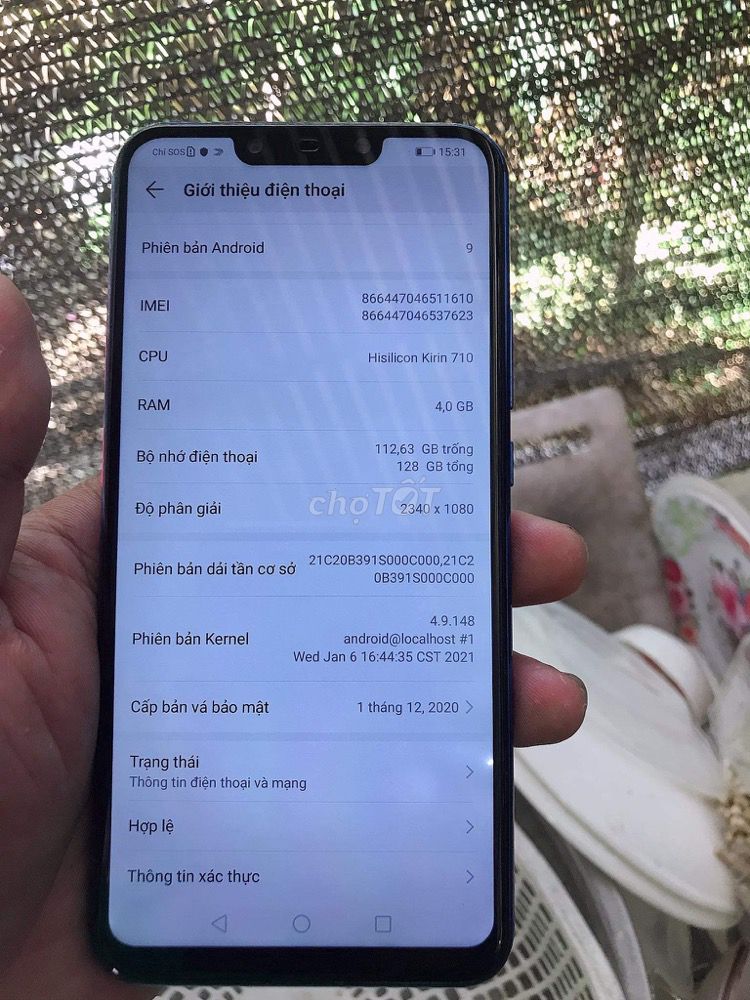 Chỉ SOS 15:31
Giới thiệu điện thoại
Phiên bản Android 9
IMEI 866447046511610
866447046537623
CPU Hisilicon Kirin 710
RAM 4,0 GB
Bộ nhớ điện thoại 112,63 GB trống
128 GB tổng
chợTỐT
Độ phân giải 2340 x 1080
Phiên bản dải tần cơ sở 21C20B391S000C000,21C2
0B391S000C000
Phiên bản Kernel 4.9.148
android@localhost #1
Wed Jan 6 16:44:35 CST 2021
Cấp bản vá bảo mật 1 tháng 12, 2020
Trạng thái
Thông tin điện thoại và mạng
Hợp lệ
Thông tin xác thực